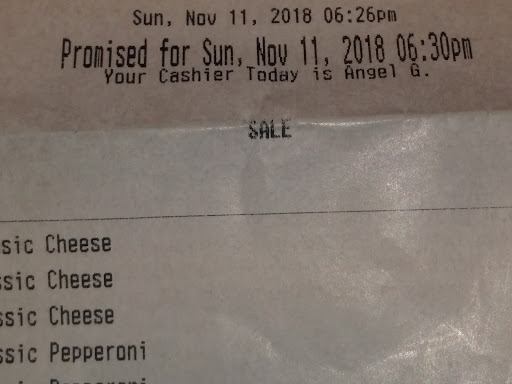 Sun, Nov 11, 2018 06:26pm
Promised for Sun, Nov 11, 2018 06:30pm
Your Cashier Today is Angel G.
SALE
ssic Cheese
ssic Cheese
ssic Cheese
ssic Pepperoni